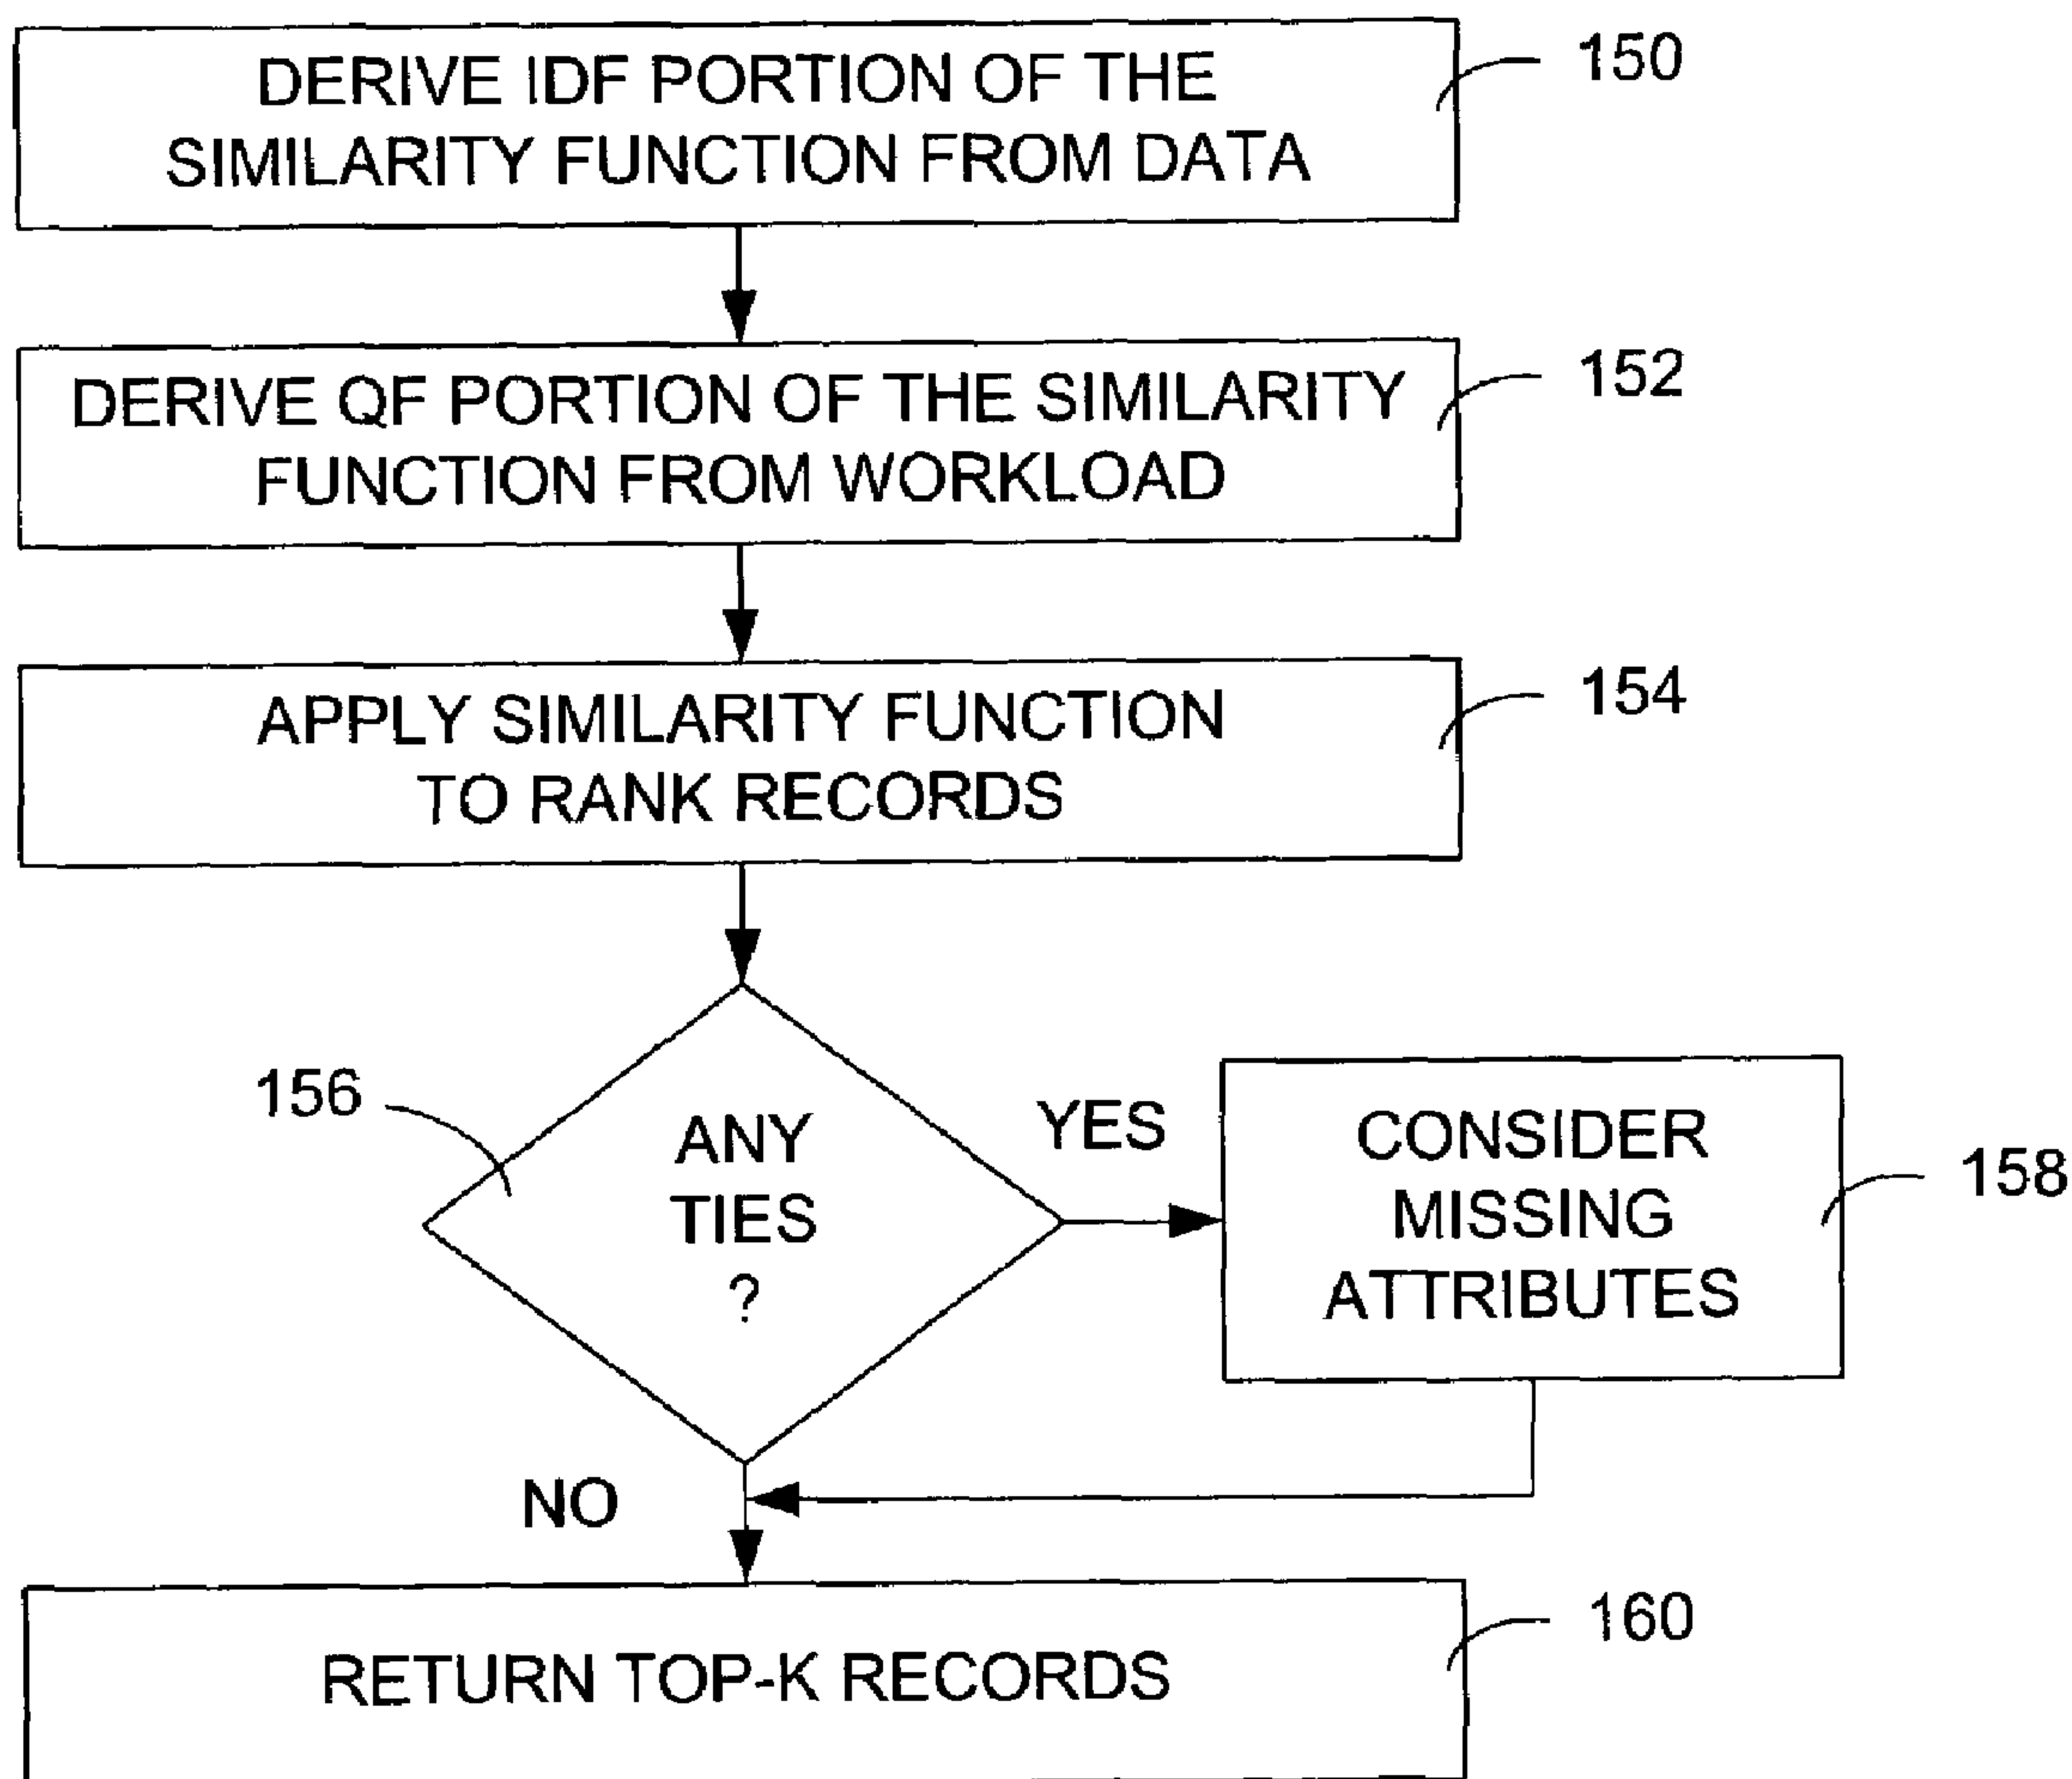 DERIVE IDF PORTION OF THE
SIMILARITY FUNCTION FROM DATA
150
DERIVE QF PORTION OF THE SIMILARITY
FUNCTION FROM WORKLOAD
152
APPLY SIMILARITY FUNCTION
TO RANK RECORDS
154
156
ANY
TIES
?
YES
CONSIDER
MISSING
ATTRIBUTES
158
NO
RETURN TOP-K RECORDS
160